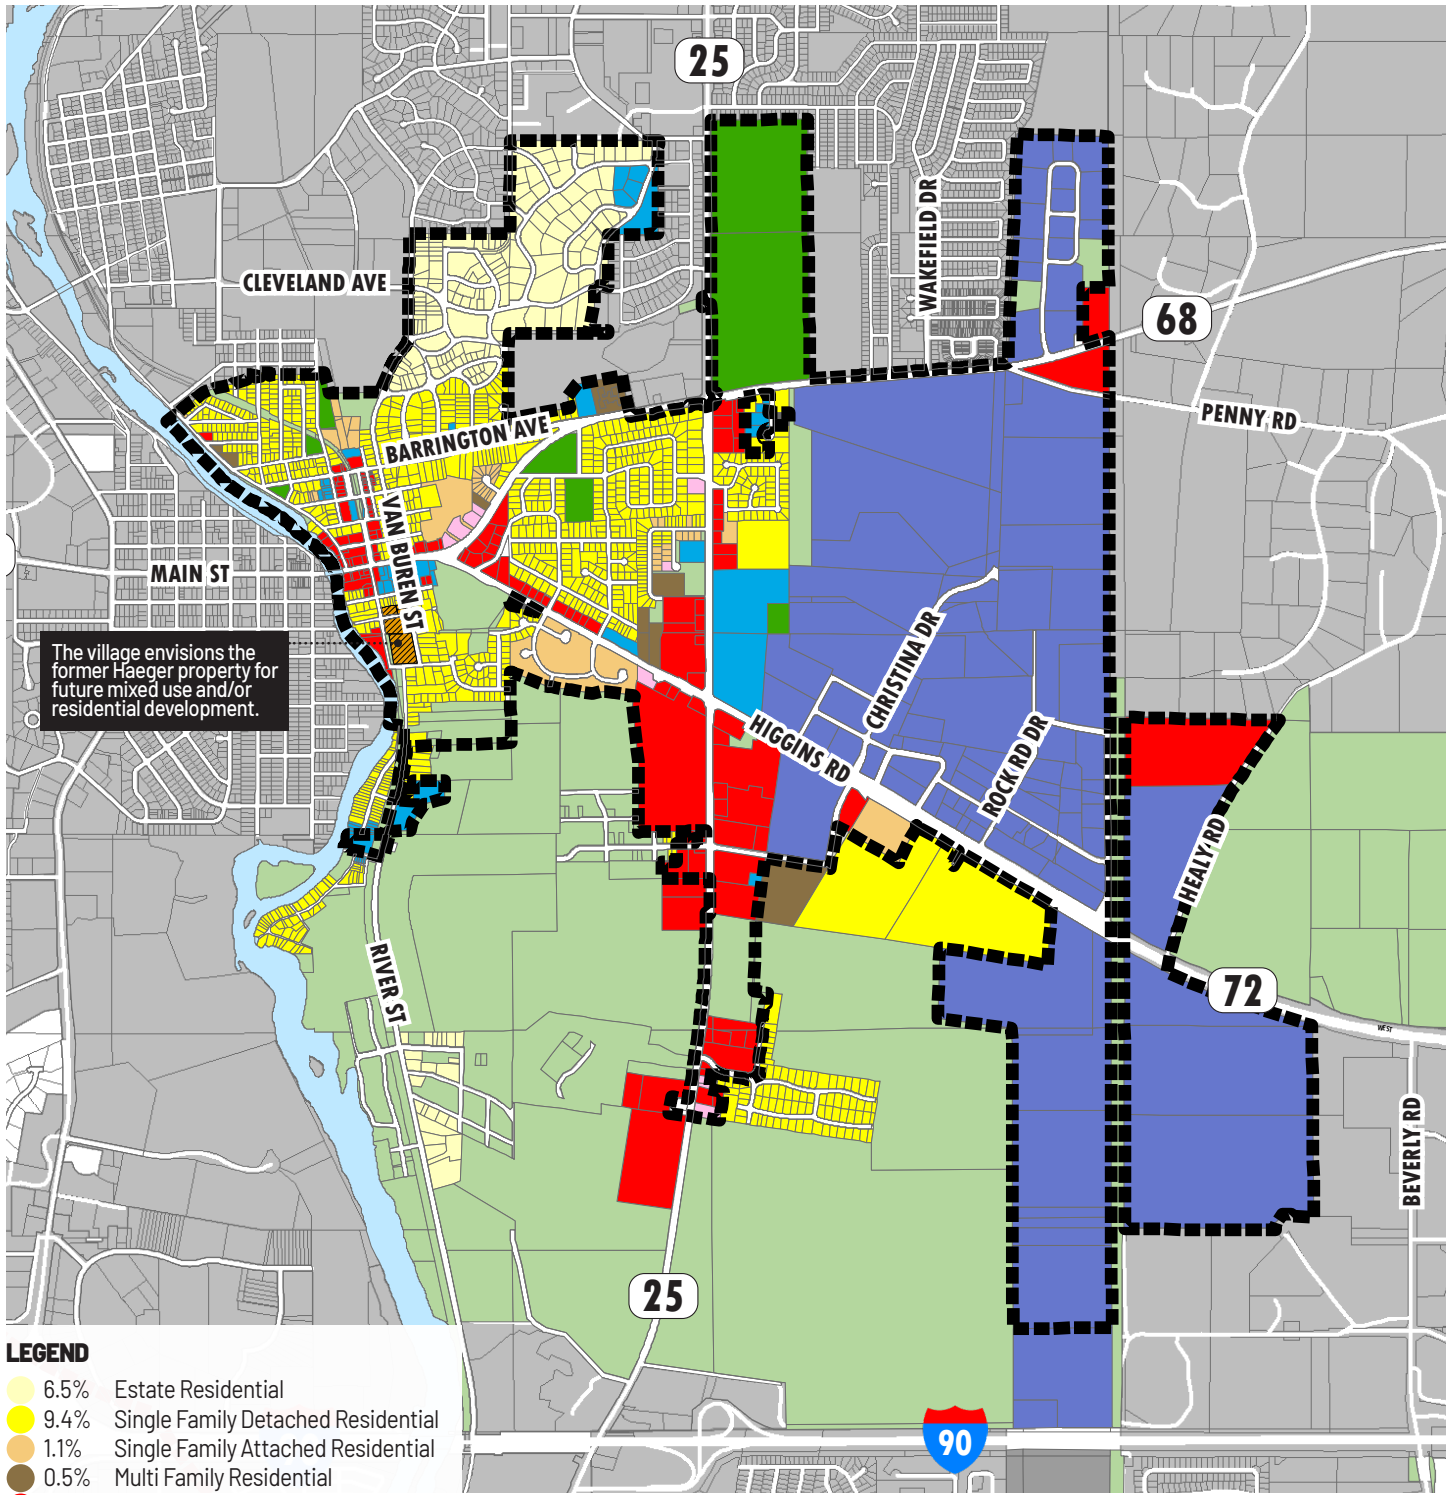 25
WAKEFIELD DR
CLEVELAND AVE
68
PENNY RD
BARRINGTON AVE
VAN BUREN ST
MAIN ST
CHRISTINA DR
The village envisions the
former Haeger property for
future mixed use and/or
residential development.
HIGGINS RD
ROCK RD DR
HEALY RD
RIVER ST
72
WEST
BEVERLY RD
25
LEGEND
6.5% Estate Residential
9.4% Single Family Detached Residential
1.1% Single Family Attached Residential
0.5% Multi Family Residential
90